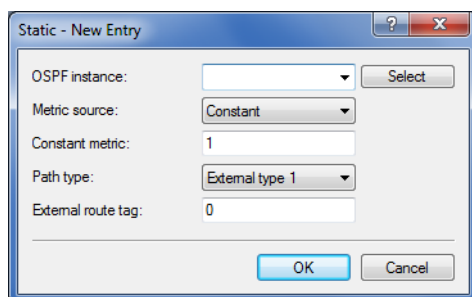 Static - New Entry
OSPF instance: Select
Metric source: Constant
Constant metric: 1
Path type: External type 1
External route tag: 0
OK Cancel